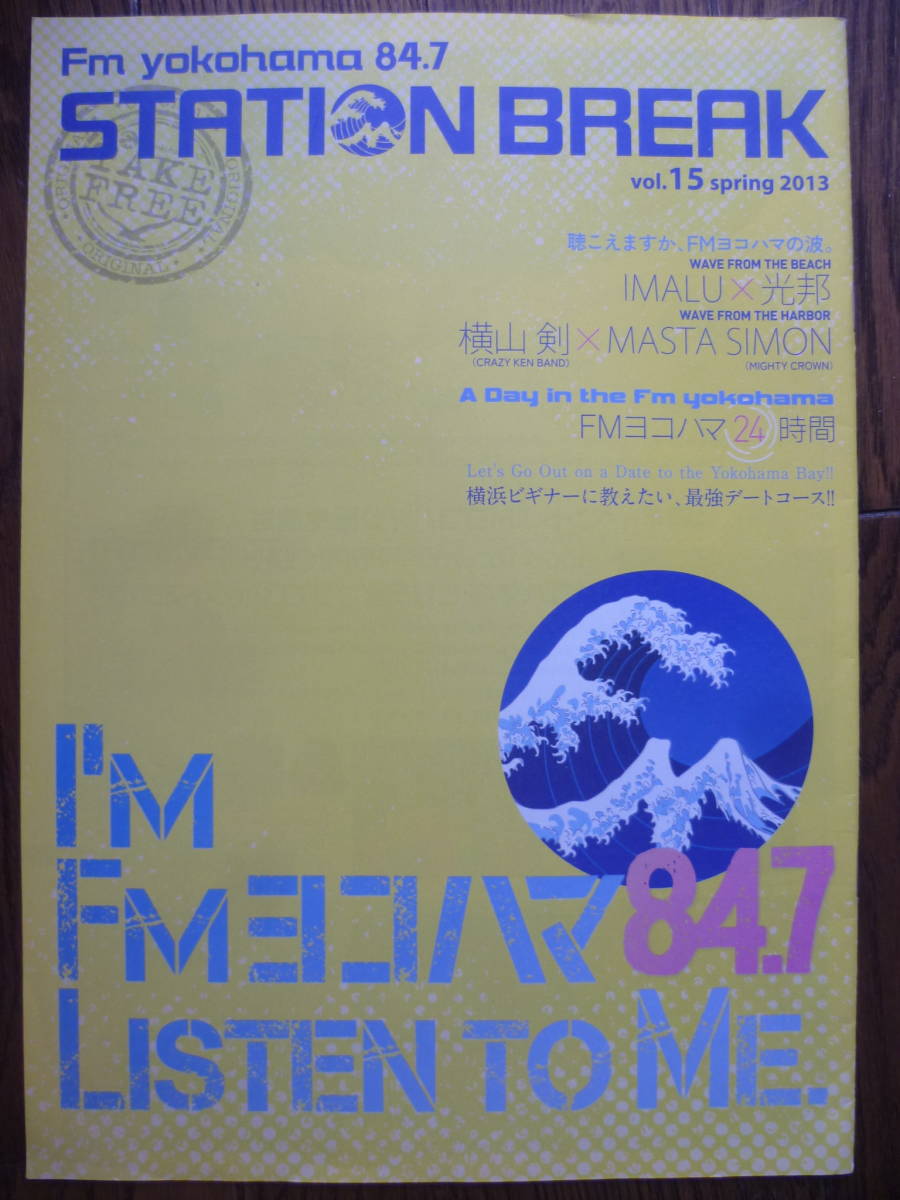 Fm yokohama 84.7
STATION BREAK
TAKE
FREE
ORIGINAL
ORIGINAL
vol.15 spring 2013
聴こえますか、FMヨコハマの波。
WAVE FROM THE BEACH
IMALU×光邦
WAVE FROM THE HARBOR
横山 剣×MASTA SIMON
(CRAZY KEN BAND) (MIGHTY CROWN)
A Day in the Fm yokohama
FMヨコハマ24時間
Let's Go Out on a Date to the Yokohama Bay!!
横浜ビギナーに教えたい、最強デートコース!!
I'M
FMヨコハマ84.7
LISTEN TO ME.